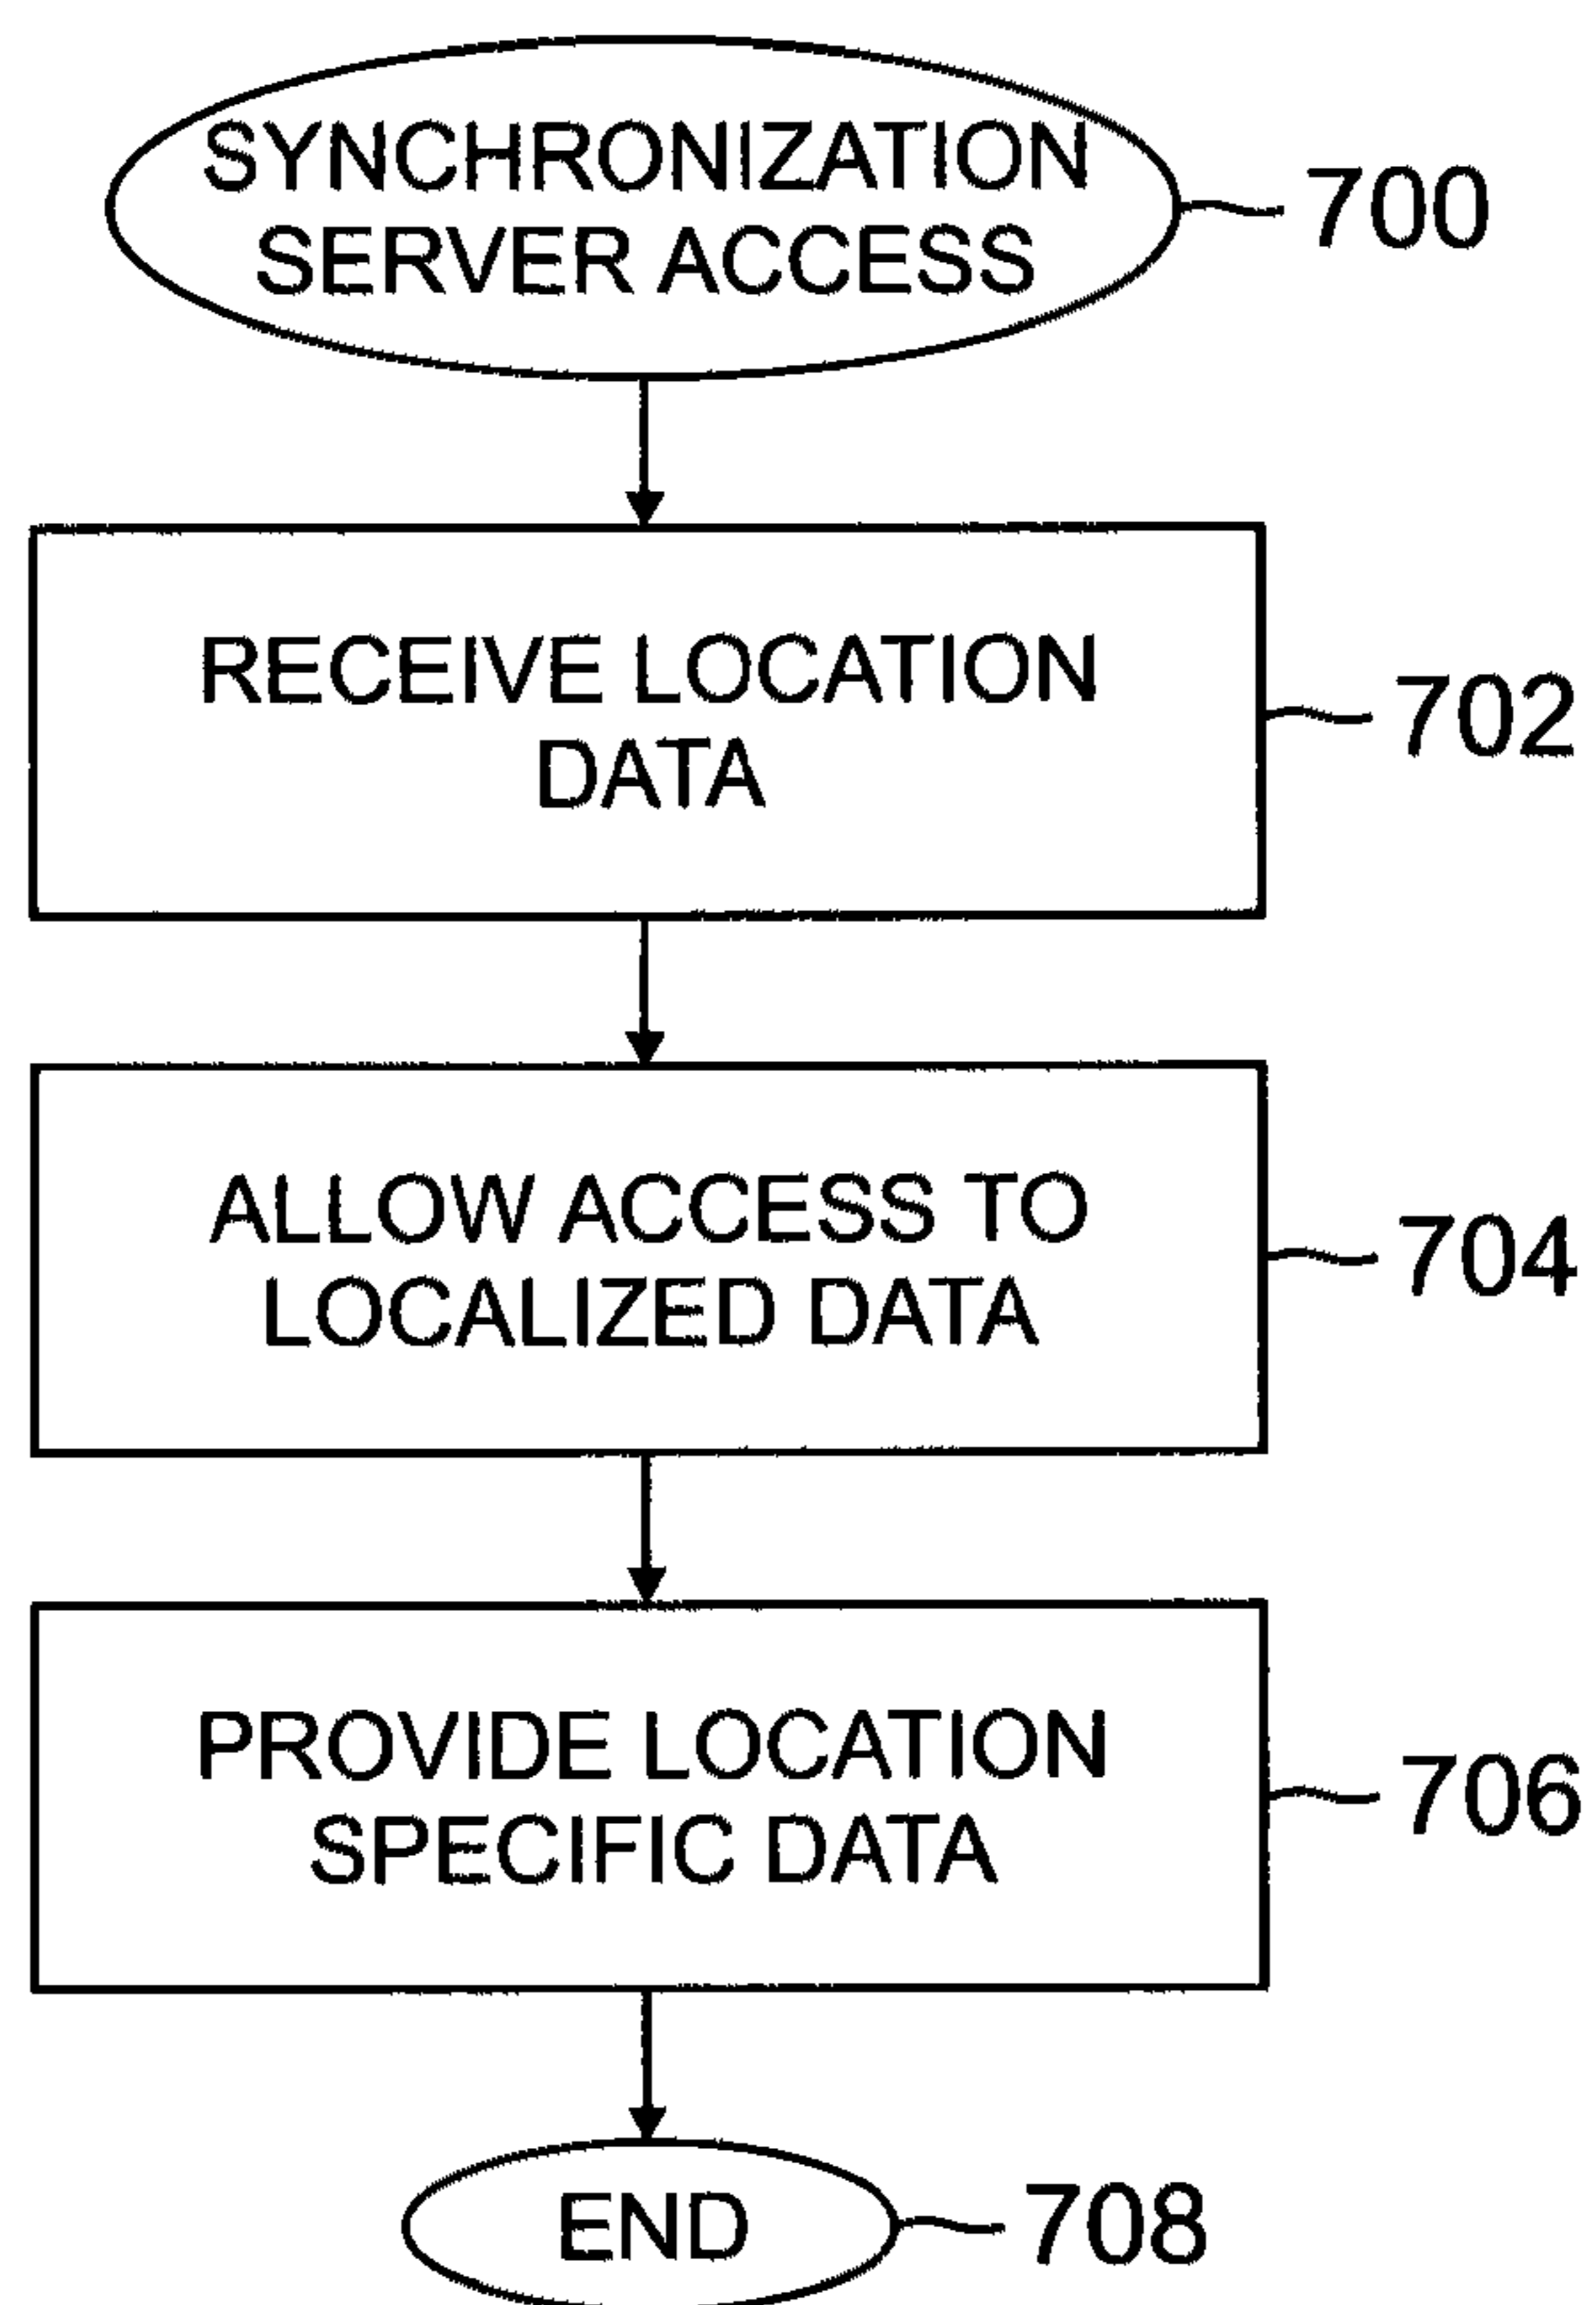 SYNCHRONIZATION
SERVER ACCESS
700
RECEIVE LOCATION
DATA
702
ALLOW ACCESS TO
LOCALIZED DATA
704
PROVIDE LOCATION
SPECIFIC DATA
706
END
708